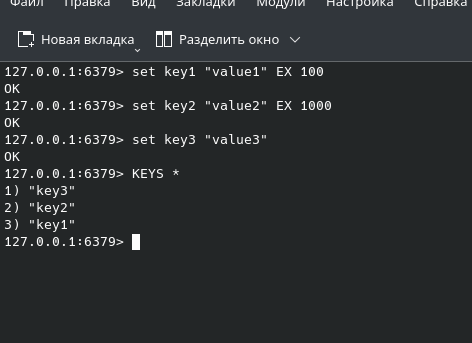 Файл Правка Вид Закладки Модули Настройка Справка
Новая вкладка Разделить окно
127.0.0.1:6379> set key1 "value1" EX 100
OK
127.0.0.1:6379> set key2 "value2" EX 1000
OK
127.0.0.1:6379> set key3 "value3"
OK
127.0.0.1:6379> KEYS *
1) "key3"
2) "key2"
3) "key1"
127.0.0.1:6379>